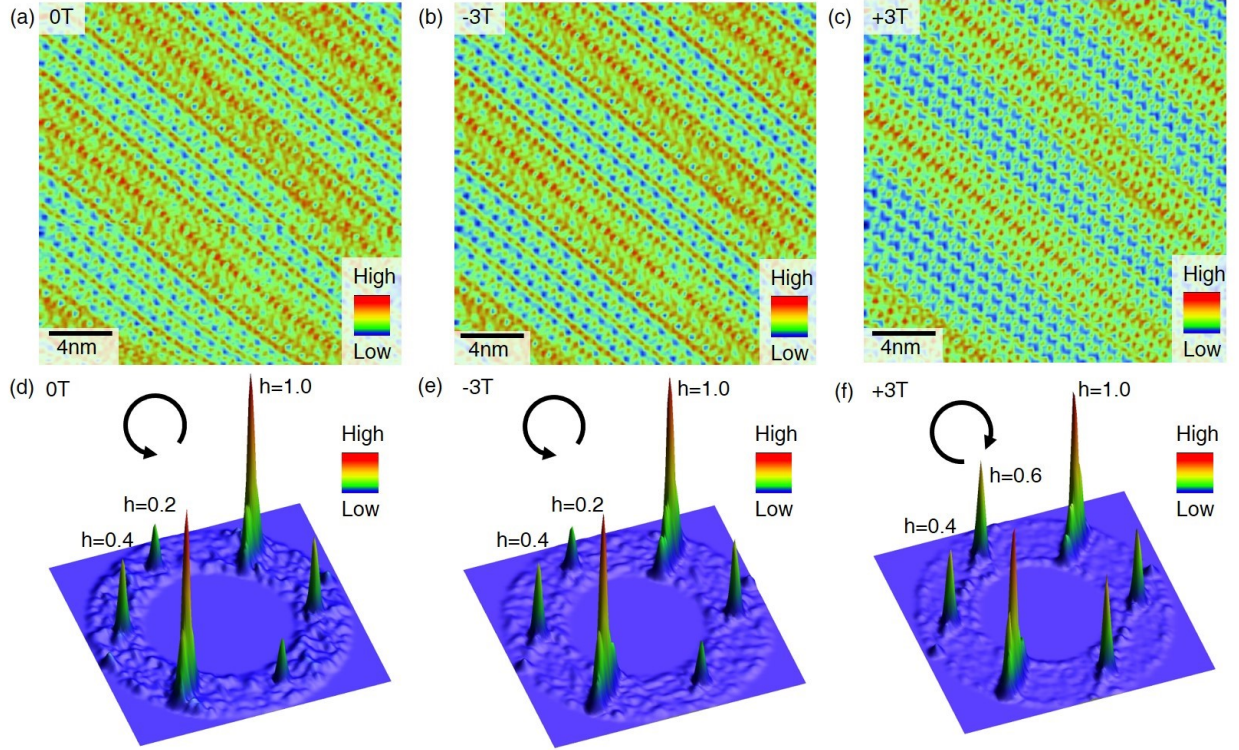 (a) 0T
High
Low
4nm
(b) -3T
High
Low
4nm
(c) +3T
High
Low
4nm
(d) 0T
h=1.0
High
Low
h=0.2
h=0.4
(e) -3T
h=1.0
High
Low
h=0.2
h=0.4
(f) +3T
h=1.0
High
Low
h=0.6
h=0.4